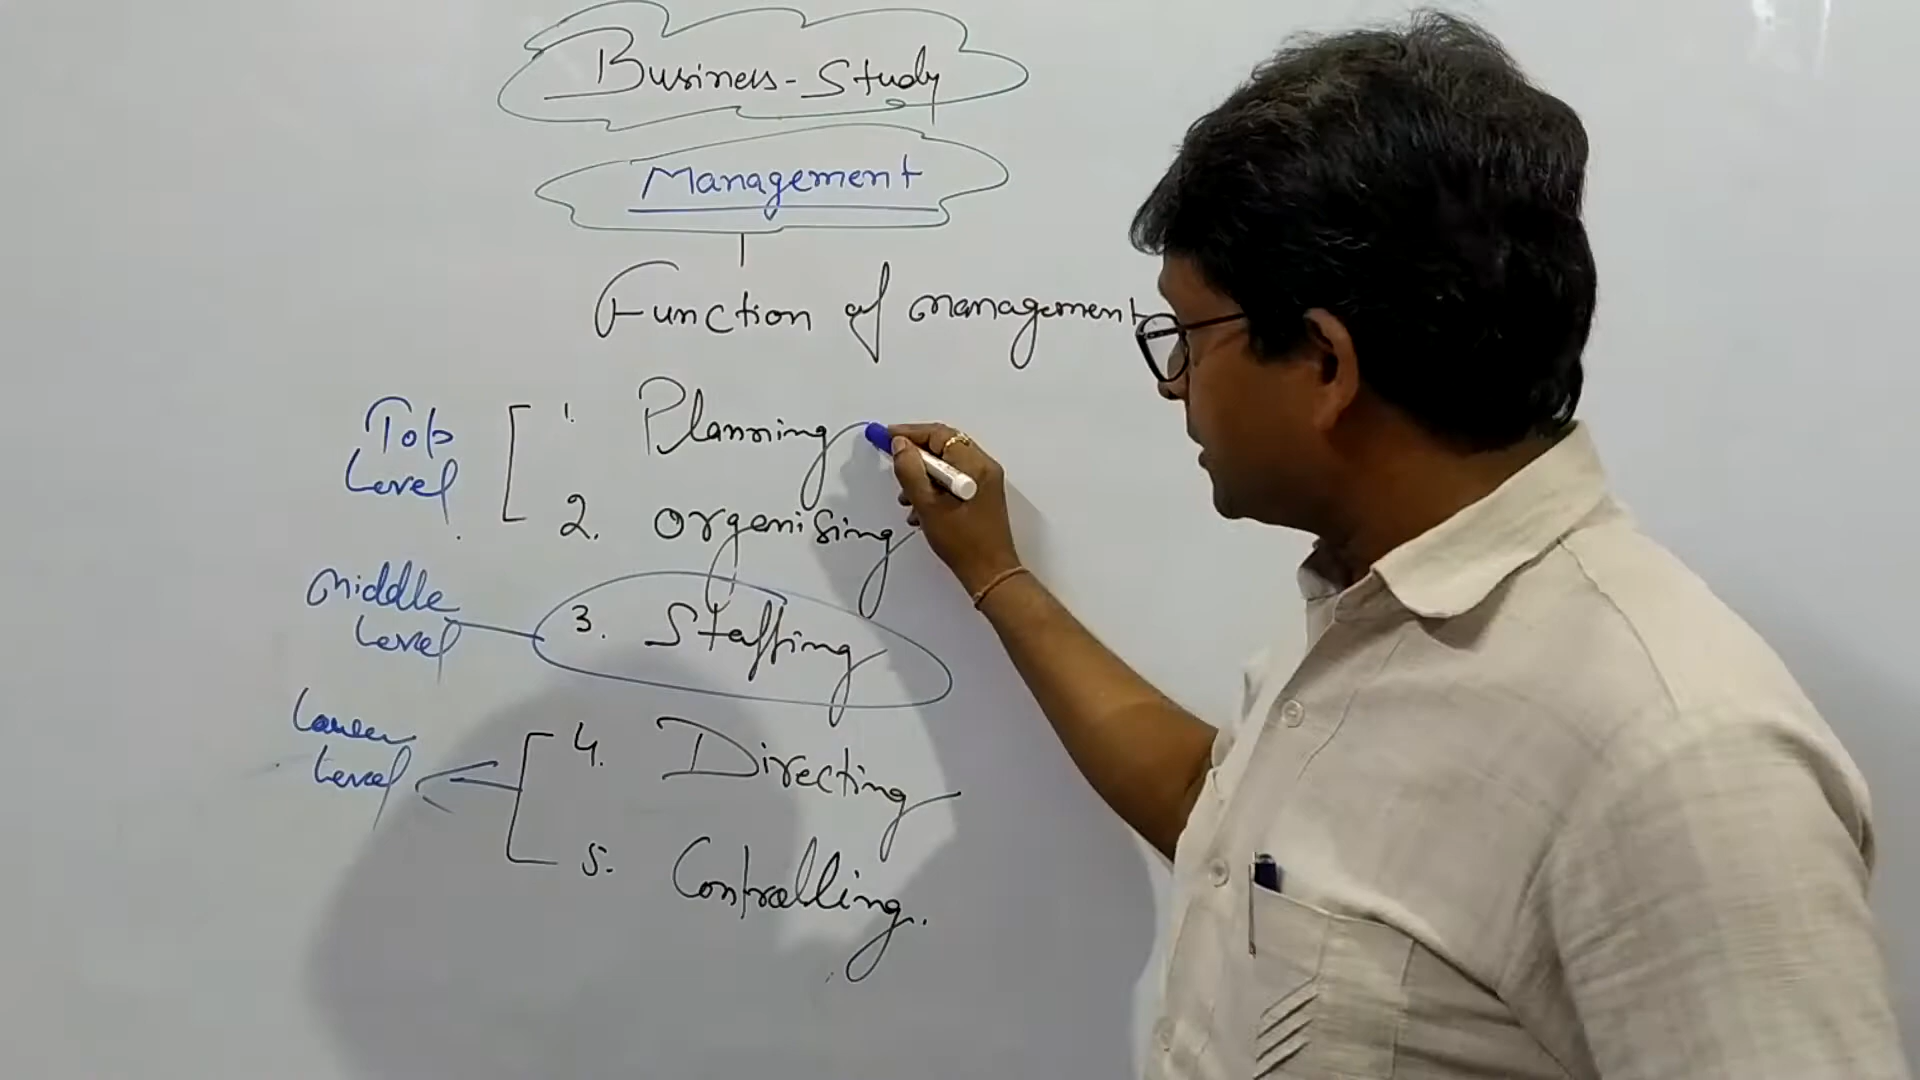 Business-Study
Management
Function of management
Top
Level
1. Planning
2. Organising
Middle
Level
3. Staffing
Lower
Level
4. Directing
5. Controlling.